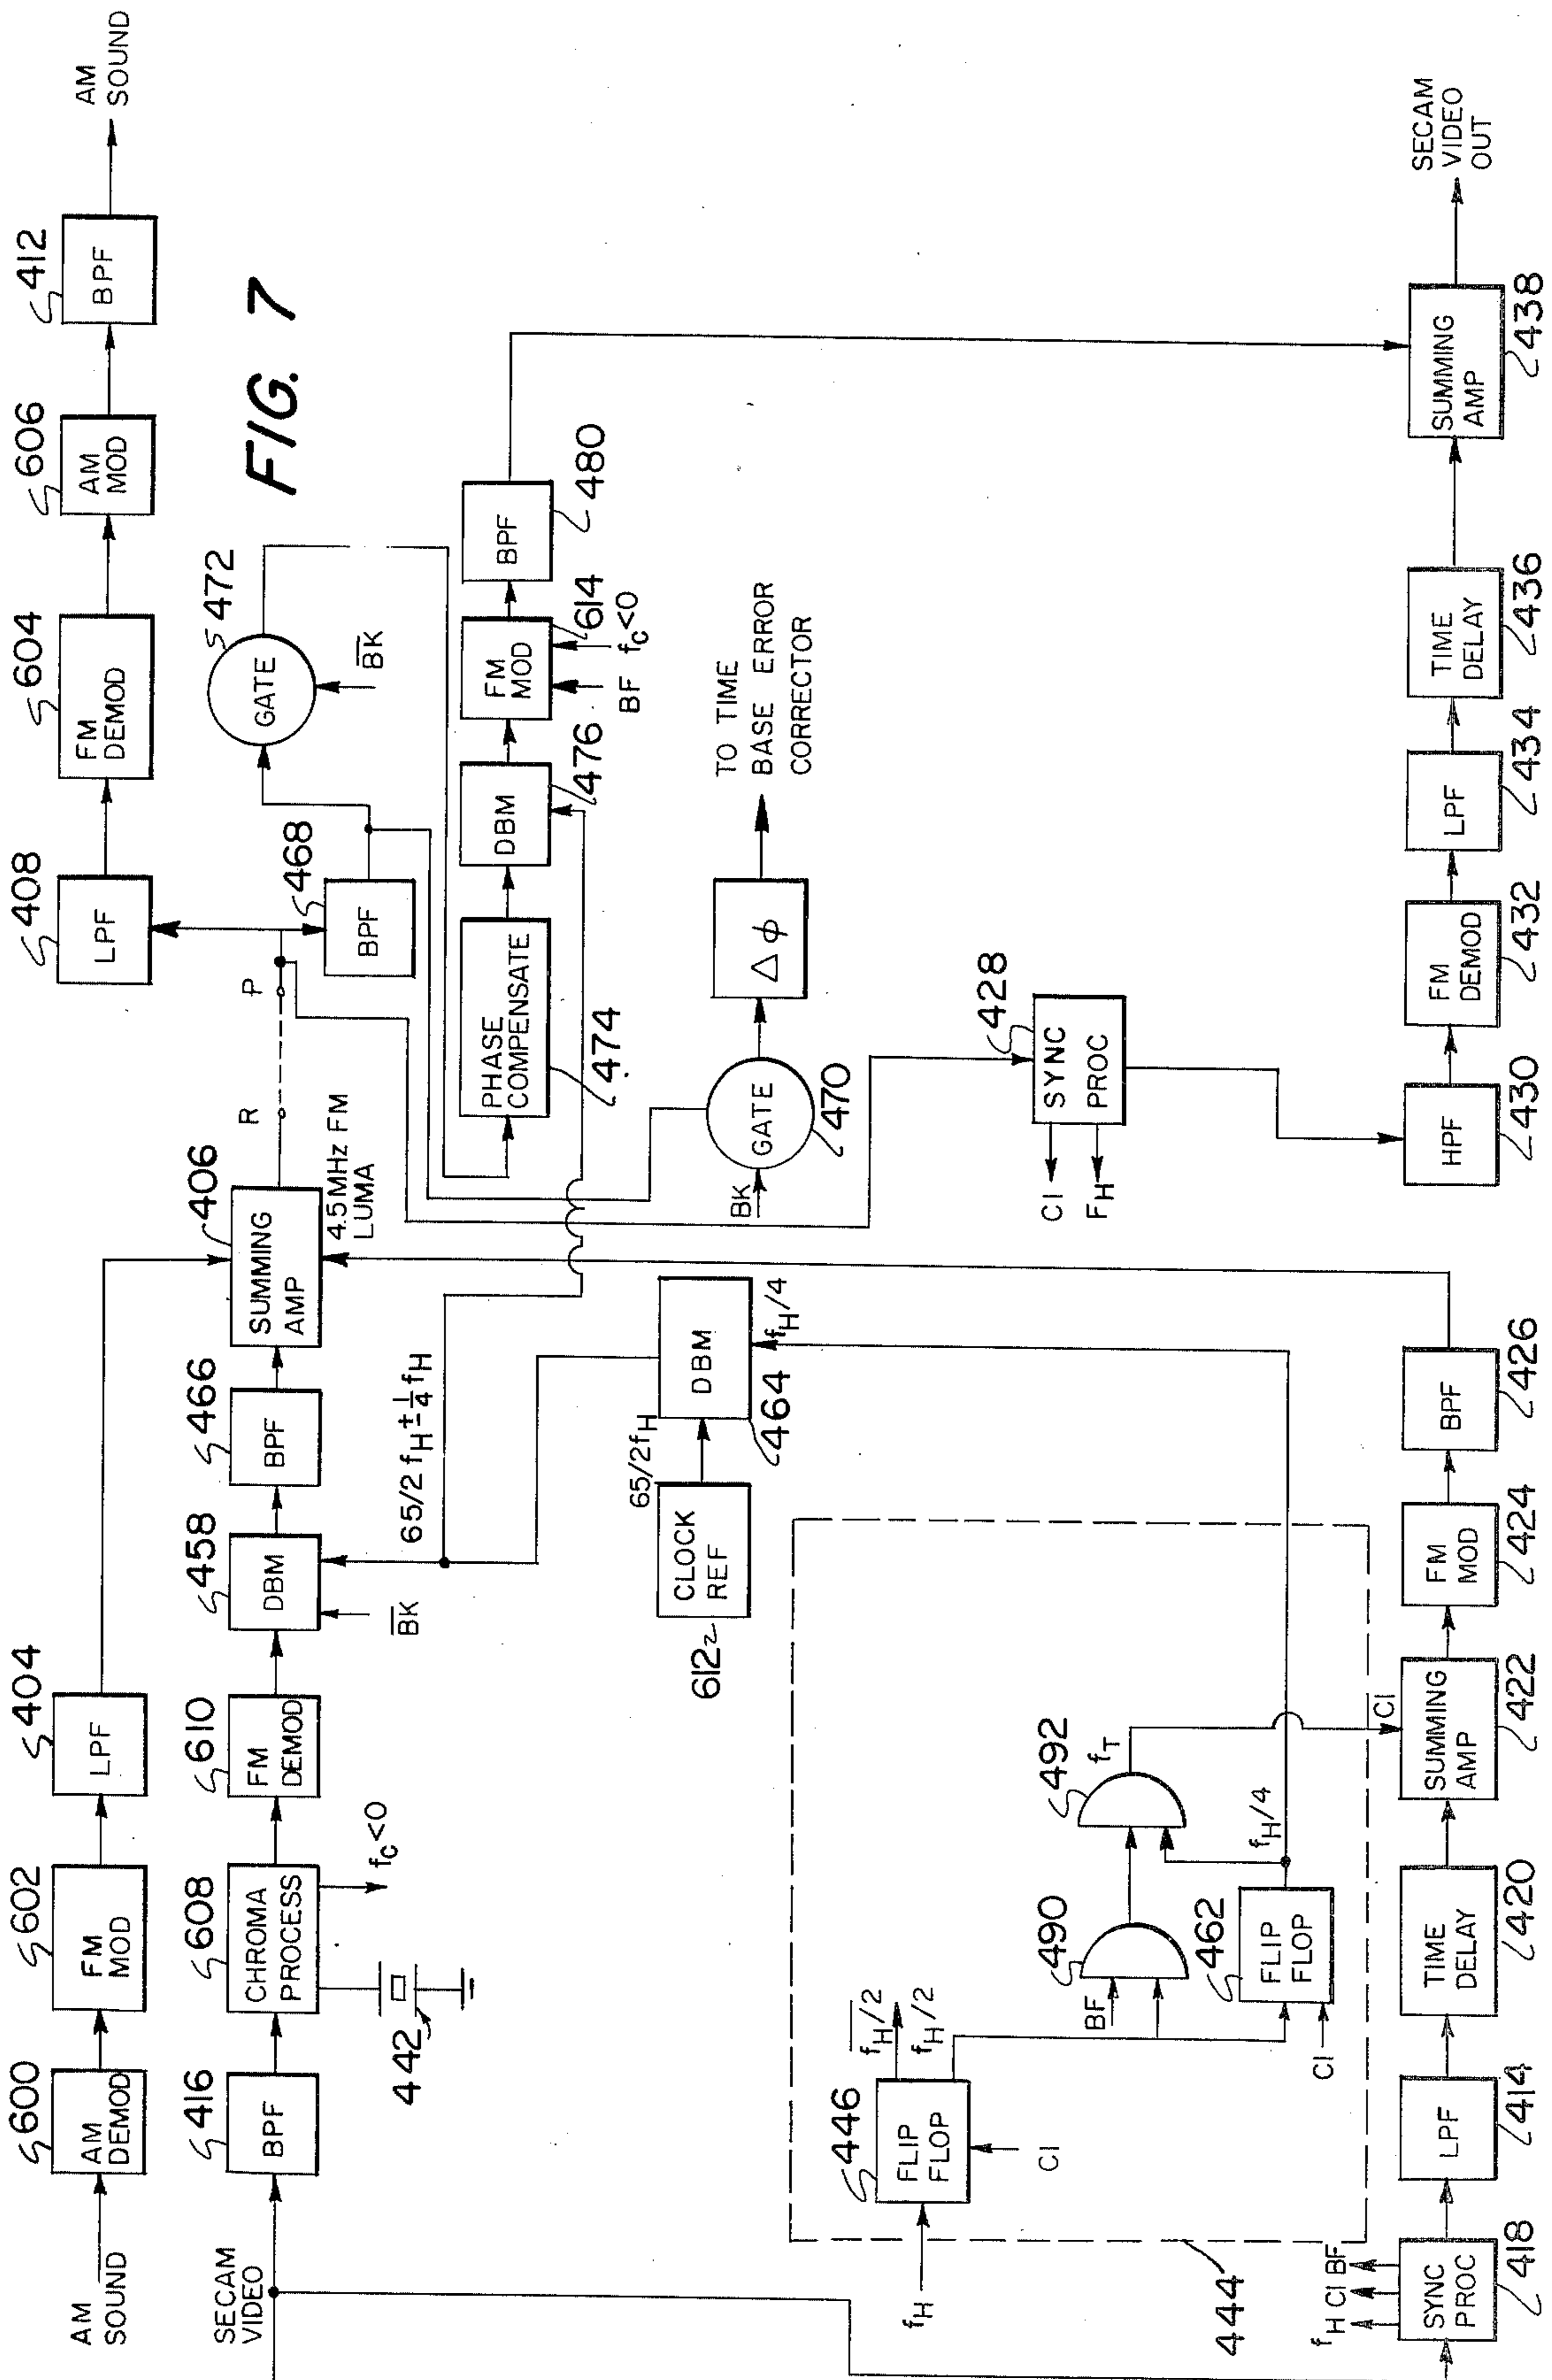 FIG. 7
AM
SOUND
600
AM
DEMOD
602
FM
MOD
404
LPF
408
LPF
604
FM
DEMOD
606
AM
MOD
412
BPF
AM
SOUND
SECAM
VIDEO
416
BPF
608
CHROMA
PROCESS
442
fC<0
610
FM
DEMOD
458
DBM
BK
466
BPF
406
SUMMING
AMP
4.5MHz FM
LUMA
R
P
468
BPF
472
GATE
BK
65/2 fH ± 1/4 fH
474
PHASE
COMPENSATE
476
DBM
614
FM
MOD
BF
fC<0
480
BPF
612
CLOCK
REF
65/2fH
464
DBM
fH/4
BK
470
GATE
Δ ϕ
TO TIME
BASE ERROR
CORRECTOR
444
fH
446
FLIP
FLOP
CI
fH/2
fH/2
BF
490
492
fT
462
FLIP
FLOP
CI
fH/4
428
SYNC
PROC
CI
FH
418
SYNC
PROC
fH CI BF
414
LPF
420
TIME
DELAY
422
SUMMING
AMP
CI
424
FM
MOD
426
BPF
430
HPF
432
FM
DEMOD
434
LPF
436
TIME
DELAY
438
SUMMING
AMP
SECAM
VIDEO
OUT